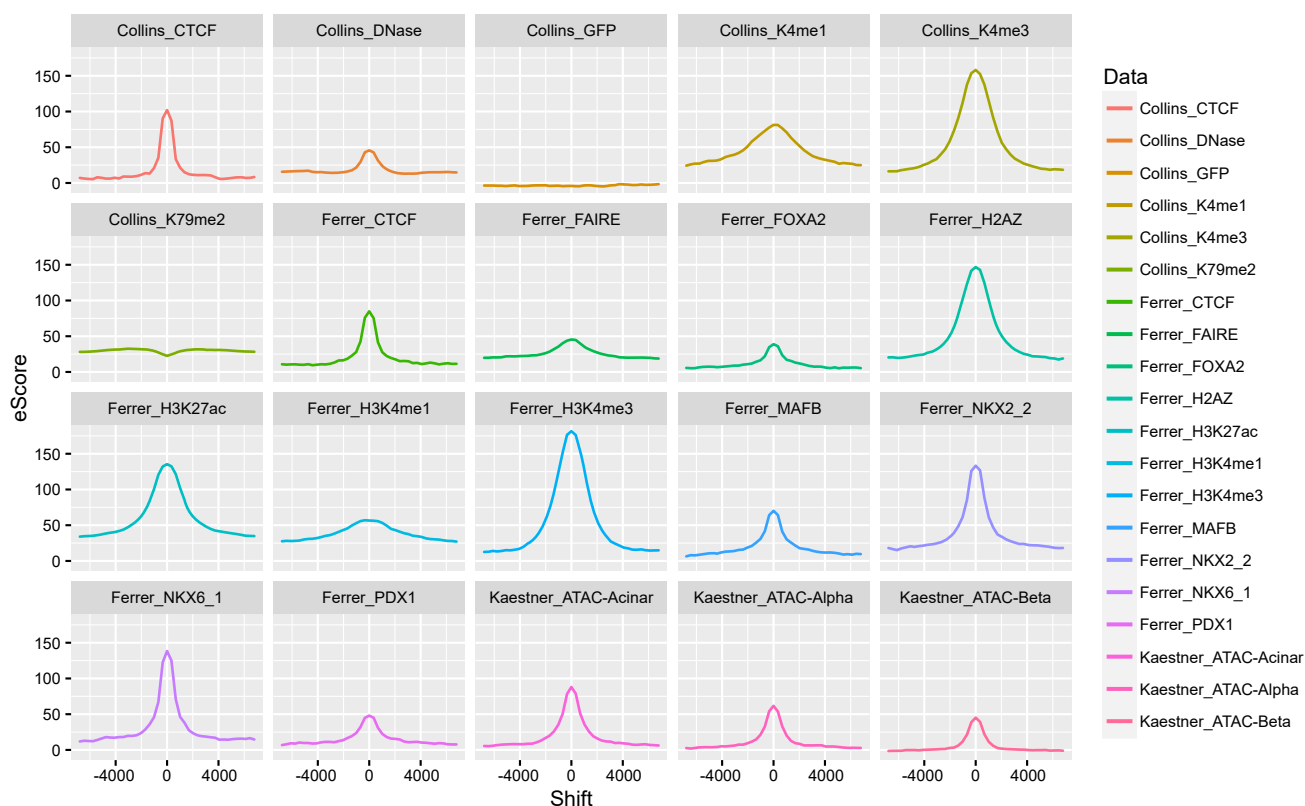 Collins_CTCF Collins_DNase Collins_GFP Collins_K4me1 Collins_K4me3
150
100
50
0
Collins_K79me2 Ferrer_CTCF Ferrer_FAIRE Ferrer_FOXA2 Ferrer_H2AZ
150
100
50
0
Ferrer_H3K27ac Ferrer_H3K4me1 Ferrer_H3K4me3 Ferrer_MAFB Ferrer_NKX2_2
150
100
50
0
Ferrer_NKX6_1 Ferrer_PDX1 Kaestner_ATAC-Acinar Kaestner_ATAC-Alpha Kaestner_ATAC-Beta
150
100
50
0
-4000 0 4000 -4000 0 4000 -4000 0 4000 -4000 0 4000 -4000 0 4000
Shift
eScore
Data
Collins_CTCF
Collins_DNase
Collins_GFP
Collins_K4me1
Collins_K4me3
Collins_K79me2
Ferrer_CTCF
Ferrer_FAIRE
Ferrer_FOXA2
Ferrer_H2AZ
Ferrer_H3K27ac
Ferrer_H3K4me1
Ferrer_H3K4me3
Ferrer_MAFB
Ferrer_NKX2_2
Ferrer_NKX6_1
Ferrer_PDX1
Kaestner_ATAC-Acinar
Kaestner_ATAC-Alpha
Kaestner_ATAC-Beta